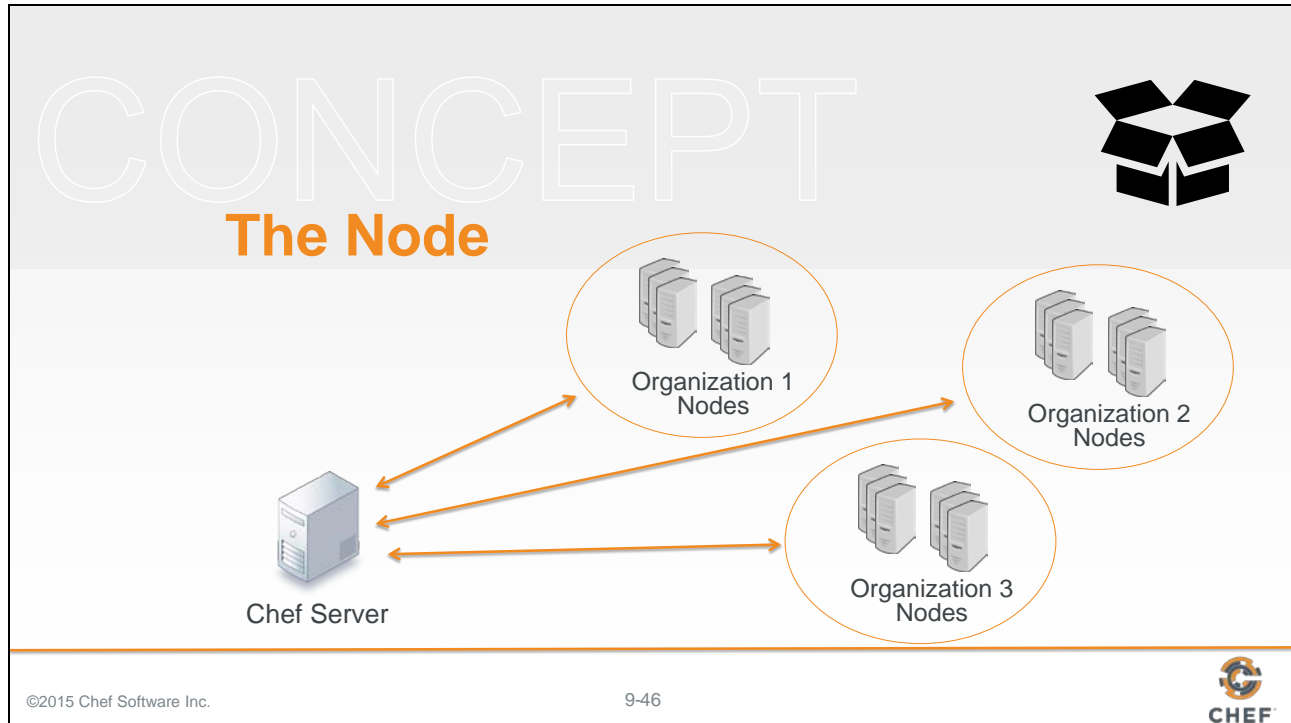 CONCEPT
The Node
Organization 1
Nodes
Organization 2
Nodes
Organization 3
Nodes
Chef Server
©2015 Chef Software Inc.
9-46
CHEF